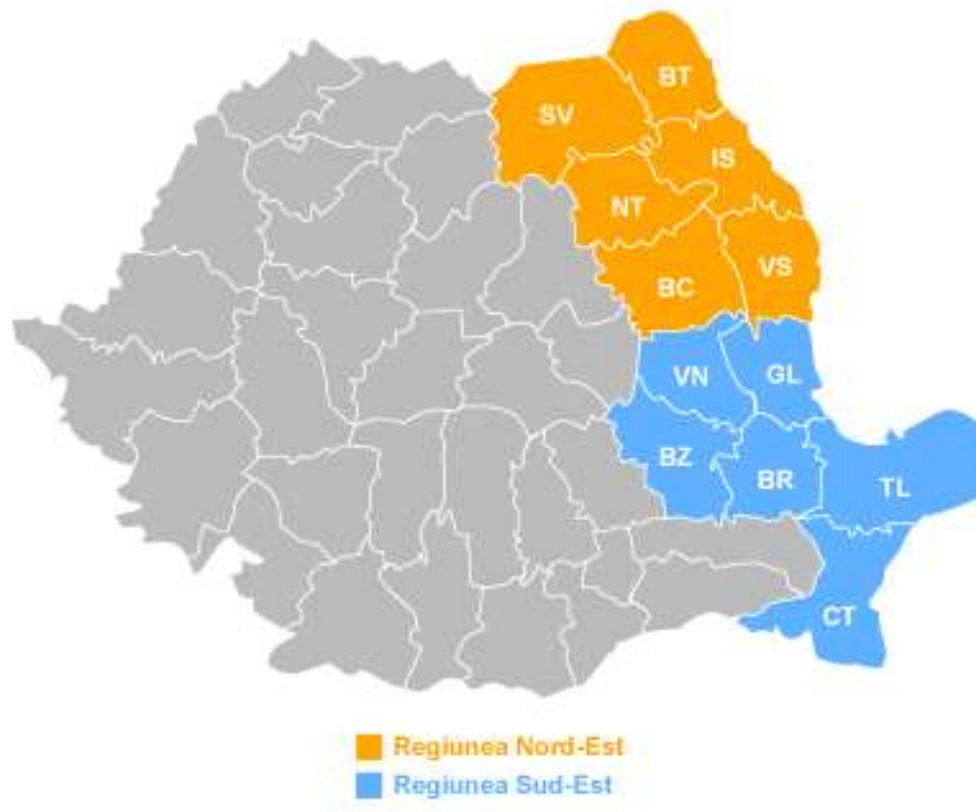 BT
SV
IS
NT
VS
BC
VN
GL
BZ
BR
TL
CT
Regiunea Nord-Est
Regiunea Sud-Est